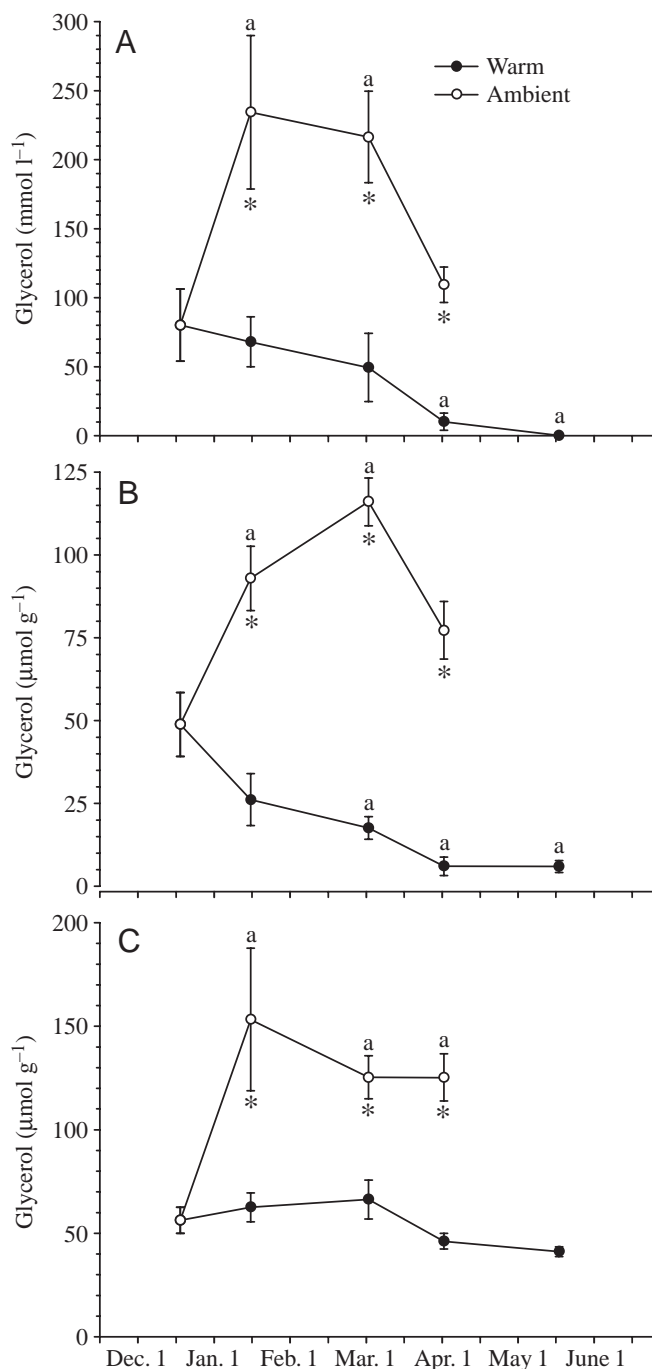 A
Warm
Ambient
Glycerol (mmol l⁻¹)
300
250
200
150
100
50
0
a
a
*
*
*
a
a
B
Glycerol (μmol g⁻¹)
125
100
75
50
25
0
a
a
*
*
*
a
a
a
C
Glycerol (μmol g⁻¹)
200
150
100
50
0
a
a
a
*
*
*
Dec. 1 Jan. 1 Feb. 1 Mar. 1 Apr. 1 May 1 June 1